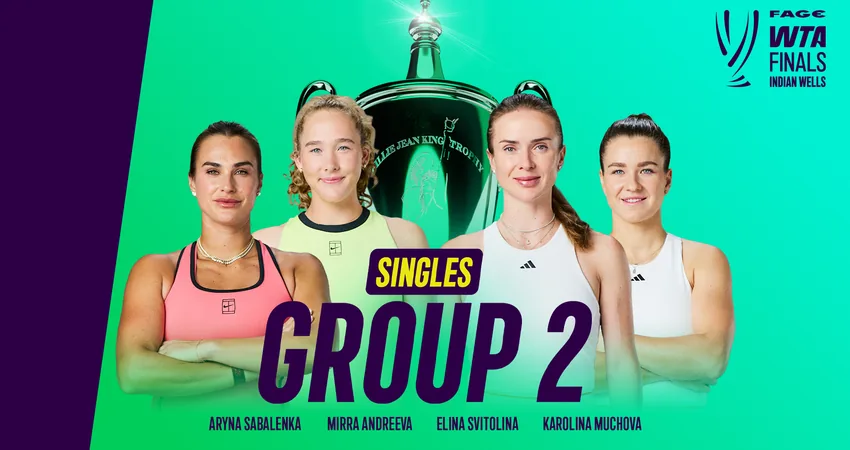 FAGE
WTA
FINALS
INDIAN WELLS
BILLIE JEAN KING TROPHY
SINGLES
GROUP 2
ARYNA SABALENKA MIRRA ANDREEVA ELINA SVITOLINA KAROLINA MUCHOVA